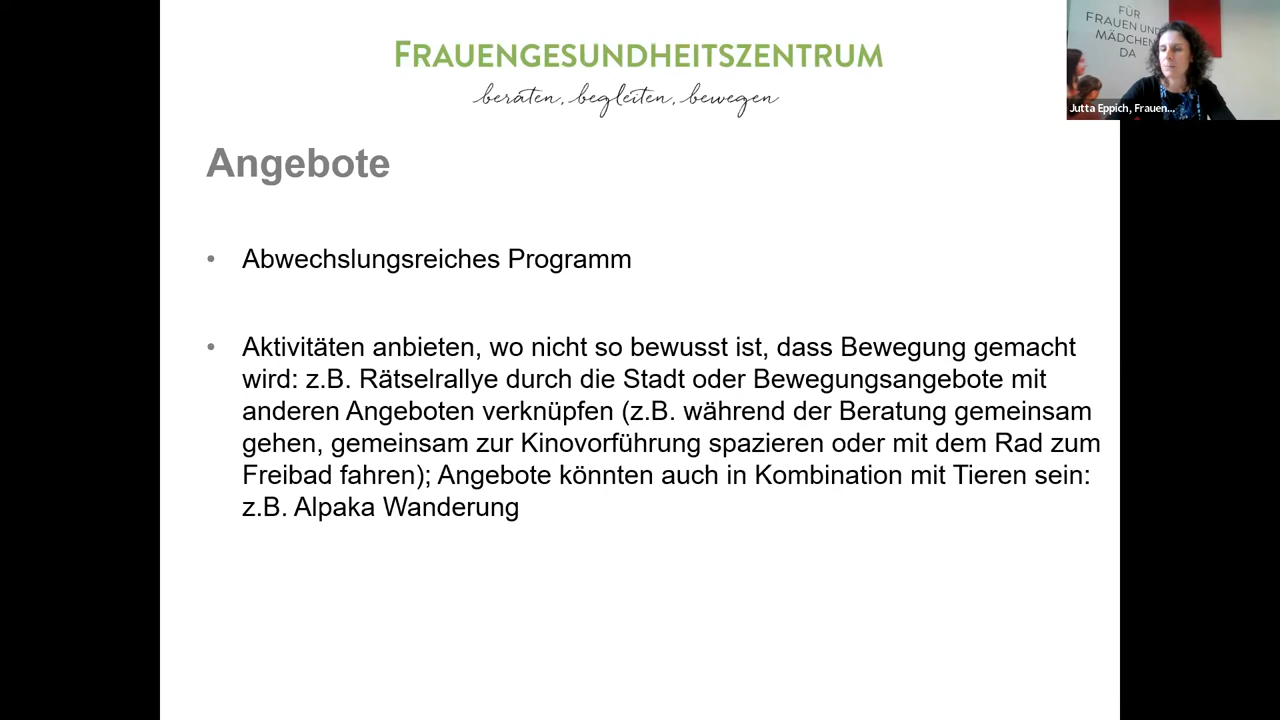 FRAUENGESUNDHEITSZENTRUM
beraten, begleiten, bewegen
FÜR
FRAUEN UND
MÄDCHEN
DA
Jutta Eppich, Frauen...
Angebote
• Abwechslungsreiches Programm
• Aktivitäten anbieten, wo nicht so bewusst ist, dass Bewegung gemacht
wird: z.B. Rätselrallye durch die Stadt oder Bewegungsangebote mit
anderen Angeboten verknüpfen (z.B. während der Beratung gemeinsam
gehen, gemeinsam zur Kinovorführung spazieren oder mit dem Rad zum
Freibad fahren); Angebote könnten auch in Kombination mit Tieren sein:
z.B. Alpaka Wanderung